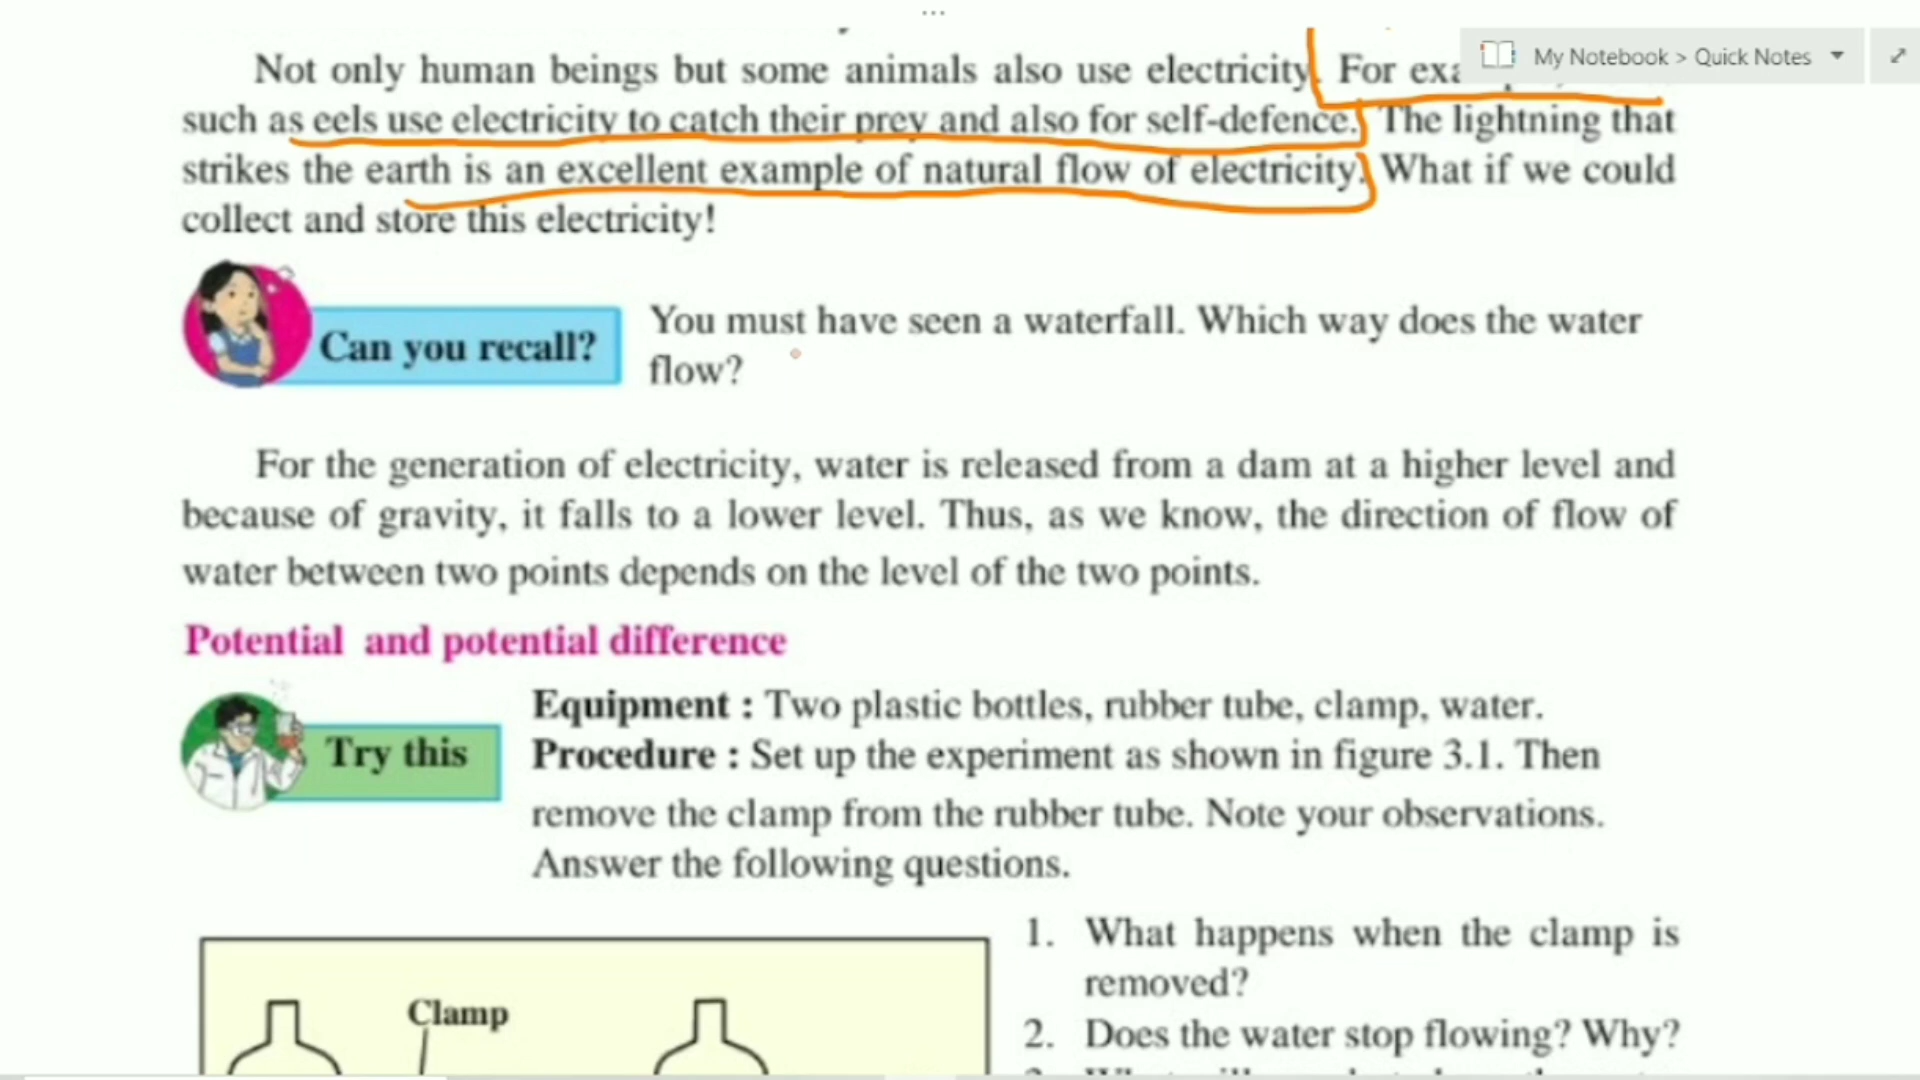 Not only human beings but some animals also use electricity. For
My Notebook > Quick Notes
such as eels use electricity to catch their prey and also for self-defence. The lightning that
strikes the earth is an excellent example of natural flow of electricity. What if we could
collect and store this electricity!
Can you recall?
You must have seen a waterfall. Which way does the water
flow?
For the generation of electricity, water is released from a dam at a higher level and
because of gravity, it falls to a lower level. Thus, as we know, the direction of flow of
water between two points depends on the level of the two points.
Potential and potential difference
Try this
Equipment : Two plastic bottles, rubber tube, clamp, water.
Procedure : Set up the experiment as shown in figure 3.1. Then
remove the clamp from the rubber tube. Note your observations.
Answer the following questions.
Clamp
1. What happens when the clamp is
removed?
2. Does the water stop flowing? Why?